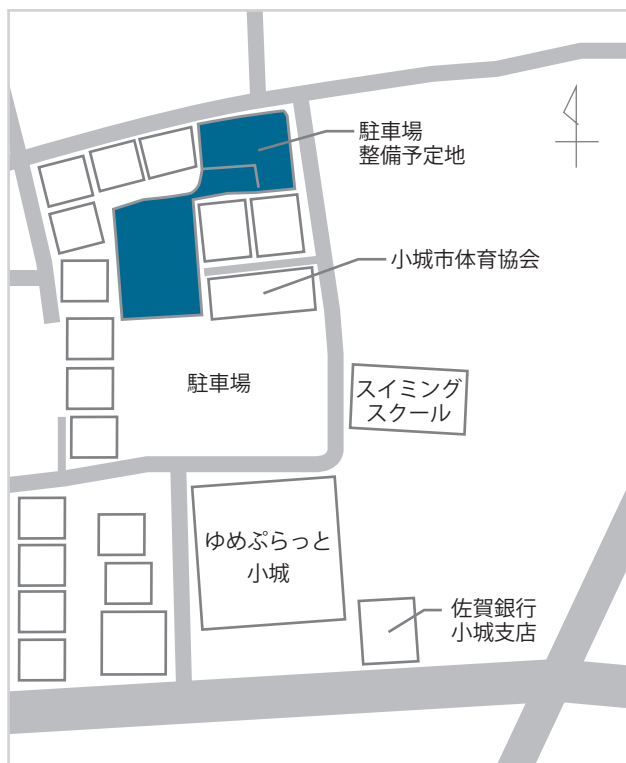 駐車場
整備予定地
小城市体育協会
駐車場
スイミング
スクール
ゆめぷらっと
小城
佐賀銀行
小城支店